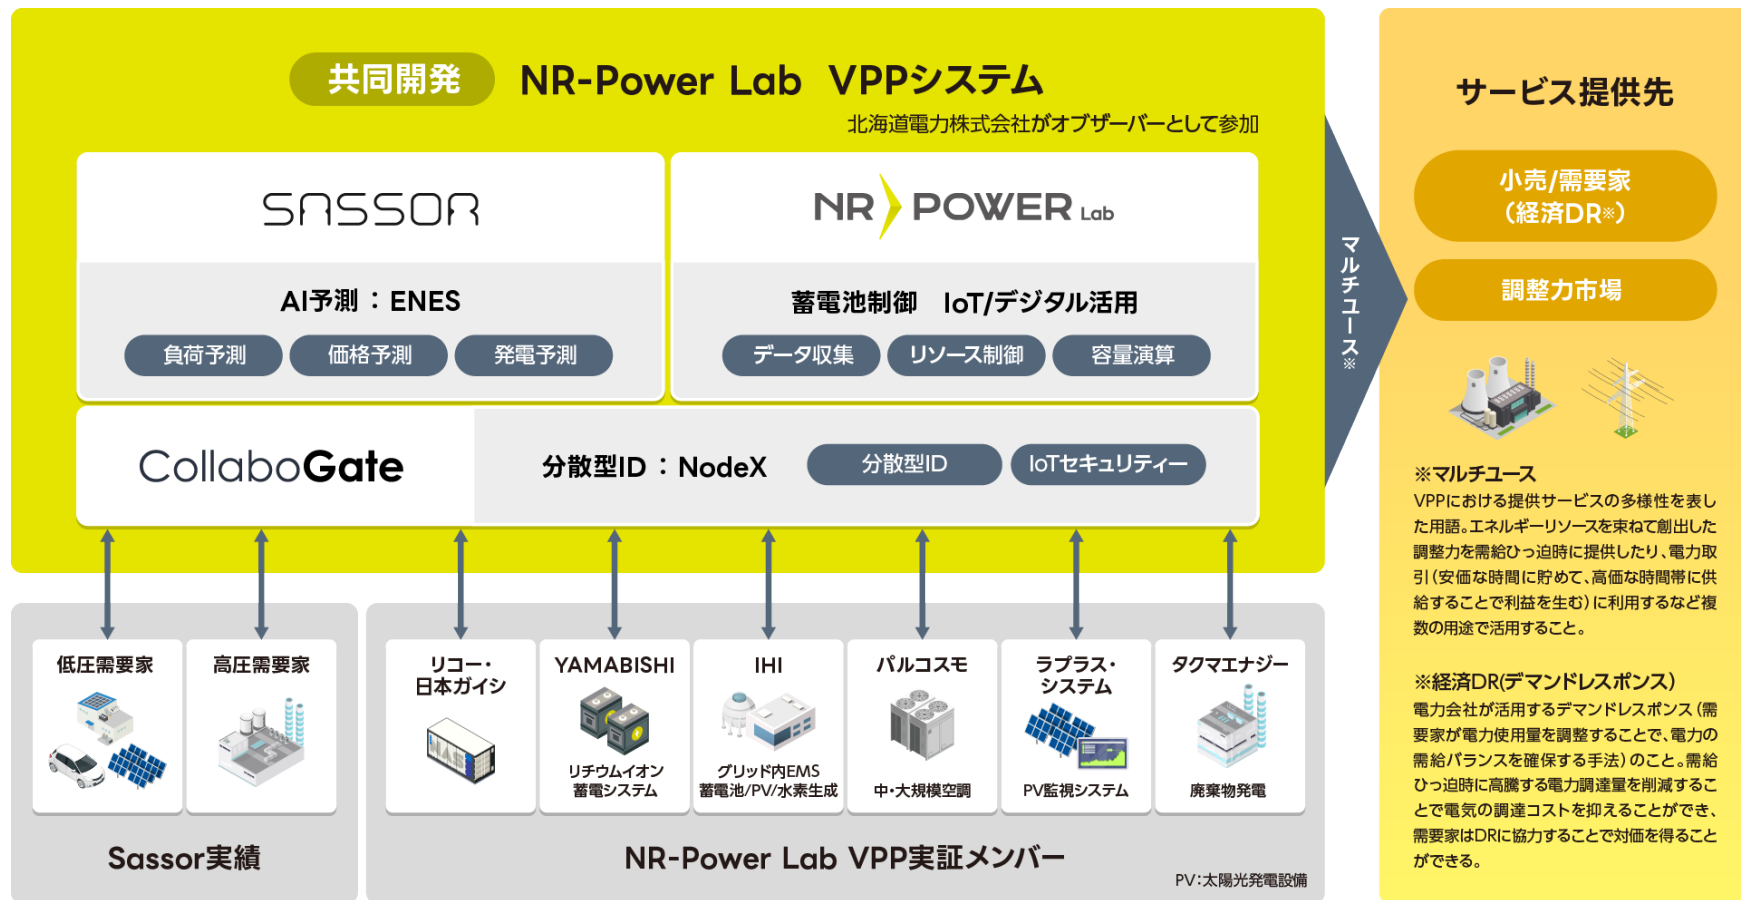 共同開発
NR-Power Lab VPPシステム
北海道電力株式会社がオブザーバーとして参加
SASSOR
AI予測：ENES
負荷予測
価格予測
発電予測
NR POWER Lab
蓄電池制御 IoT/デジタル活用
データ収集
リソース制御
容量演算
CollaboGate
分散型ID：NodeX
分散型ID
IoTセキュリティー
マルチユース※
サービス提供先
小売/需要家
（経済DR※）
調整力市場
※マルチユース
VPPにおける提供サービスの多様性を表し
た用語。エネルギーリソースを束ねて創出した
調整力を需給ひっ迫時に提供したり、電力取
引（安価な時間に貯めて、高価な時間帯に供
給することで利益を生む）に利用するなど複
数の用途で活用すること。
※経済DR(デマンドレスポンス）
電力会社が活用するデマンドレスポンス（需
要家が電力使用量を調整することで、電力の
需給バランスを確保する手法）のこと。需給
ひっ迫時に高騰する電力調達量を削減するこ
とで電気の調達コストを抑えることができ、
需要家はDRに協力することで対価を得ること
ができる。
低圧需要家
高圧需要家
Sassor実績
リコー・
日本ガイシ
YAMABISHI
リチウムイオン
蓄電システム
IHI
グリッド内EMS
蓄電池/PV/水素生成
パルコスモ
中・大規模空調
ラプラス・
システム
PV監視システム
タクマエナジー
廃棄物発電
NR-Power Lab VPP実証メンバー
PV：太陽光発電設備